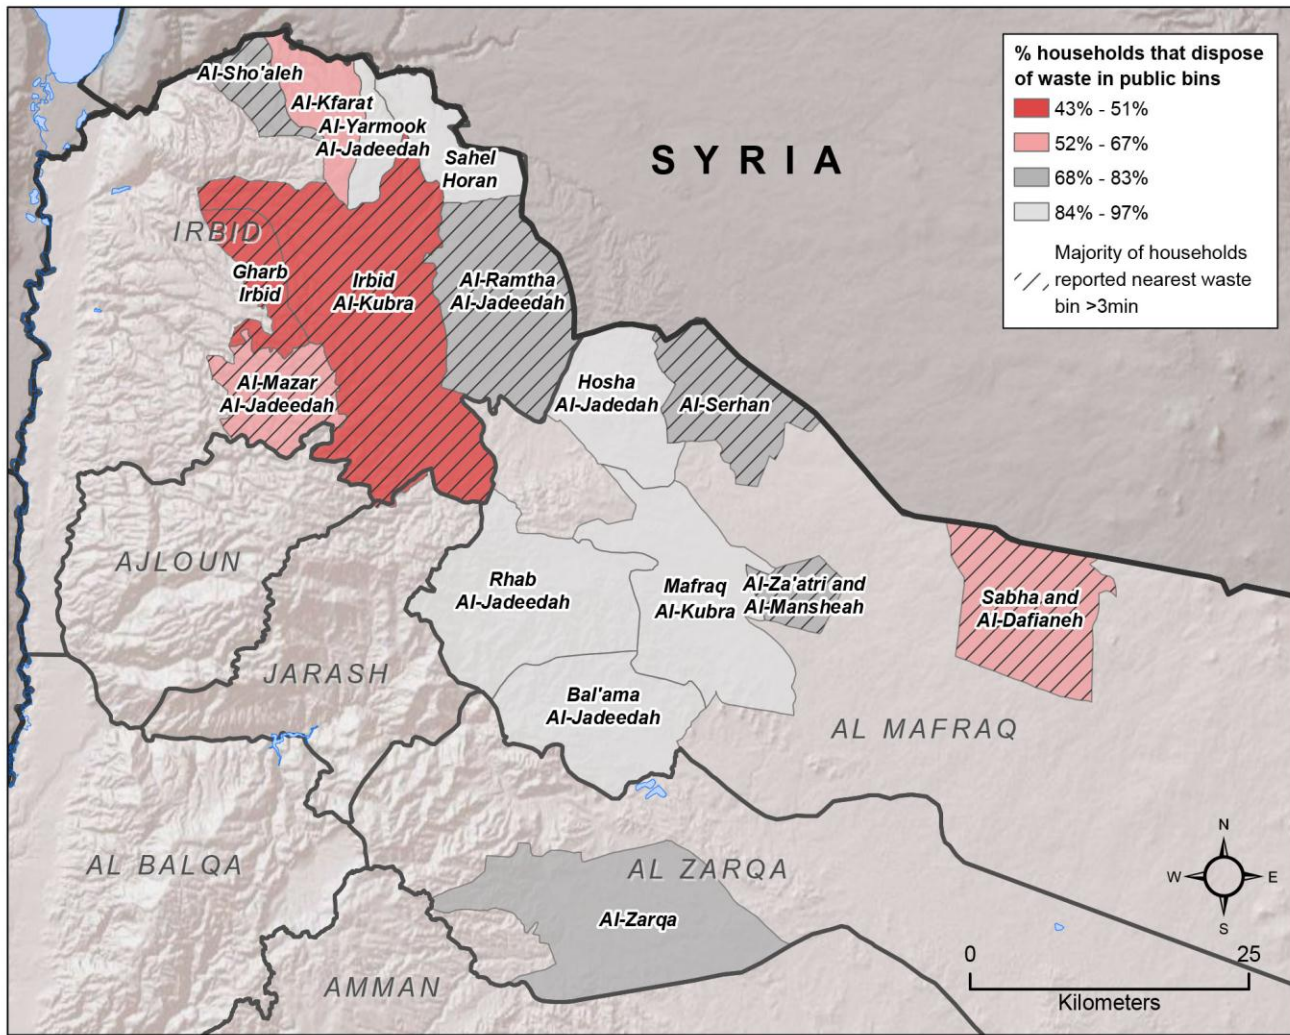 Al-Sho'aleh
Al-Kfarat
Al-Yarmook
Al-Jadeedah
Sahel
Horan
SYRIA
% households that dispose
of waste in public bins
43% - 51%
52% - 67%
68% - 83%
84% - 97%
Majority of households
reported nearest waste
bin >3min
IRBID
Gharb
Irbid
Irbid
Al-Kubra
Al-Ramtha
Al-Jadeedah
Al-Mazar
Al-Jadeedah
Hosha
Al-Jadedah
Al-Serhan
AJLOUN
Rhab
Al-Jadeedah
Mafraq
Al-Kubra
Al-Za'atri and
Al-Mansheah
Sabha and
Al-Dafianeh
JARASH
Bal'ama
Al-Jadeedah
AL MAFRAQ
AL BALQA
AL ZARQA
Al-Zarqa
AMMAN
N
W
E
S
0
25
Kilometers